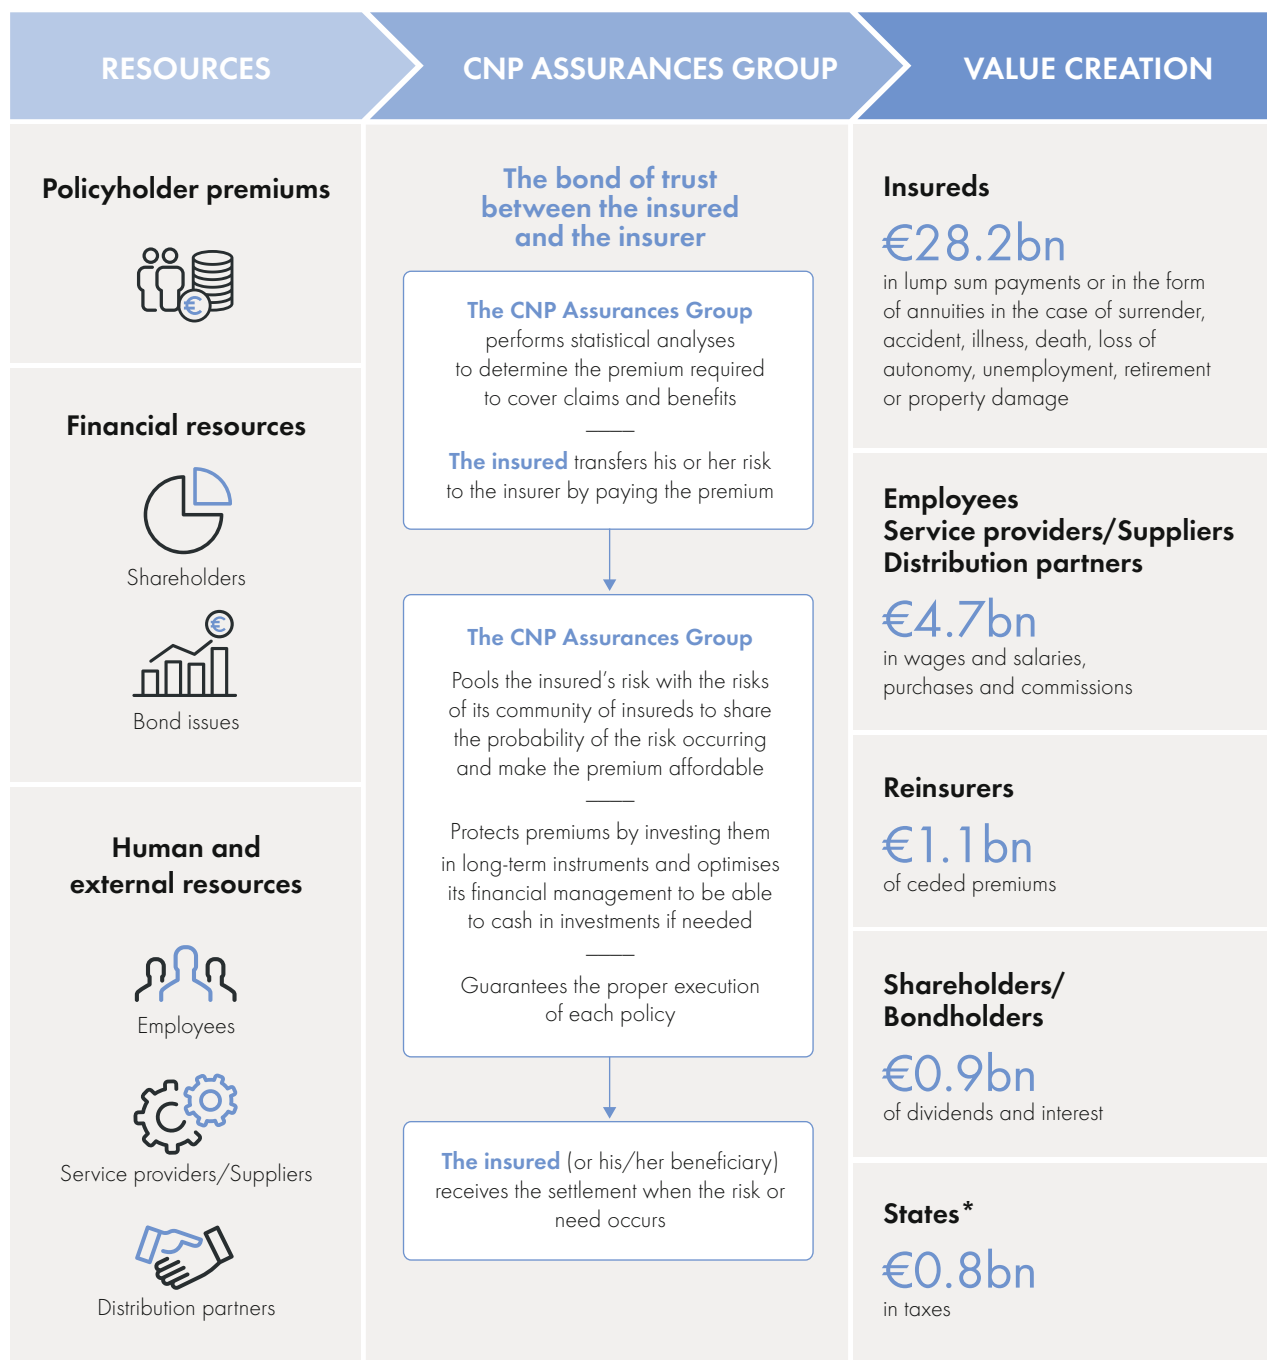 RESOURCES
CNP ASSURANCES GROUP
VALUE CREATION
Policyholder premiums
€
Financial resources
Shareholders
€
Bond issues
Human and
external resources
Employees
Service providers/Suppliers
Distribution partners
The bond of trust
between the insured
and the insurer
The CNP Assurances Group
performs statistical analyses
to determine the premium required
to cover claims and benefits
The insured transfers his or her risk
to the insurer by paying the premium
The CNP Assurances Group
Pools the insured’s risk with the risks
of its community of insureds to share
the probability of the risk occurring
and make the premium affordable
Protects premiums by investing them
in long-term instruments and optimises
its financial management to be able
to cash in investments if needed
Guarantees the proper execution
of each policy
The insured (or his/her beneficiary)
receives the settlement when the risk or
need occurs
Insureds
€28.2bn
in lump sum payments or in the form
of annuities in the case of surrender,
accident, illness, death, loss of
autonomy, unemployment, retirement
or property damage
Employees
Service providers/Suppliers
Distribution partners
€4.7bn
in wages and salaries,
purchases and commissions
Reinsurers
€1.1bn
of ceded premiums
Shareholders/
Bondholders
€0.9bn
of dividends and interest
States*
€0.8bn
in taxes